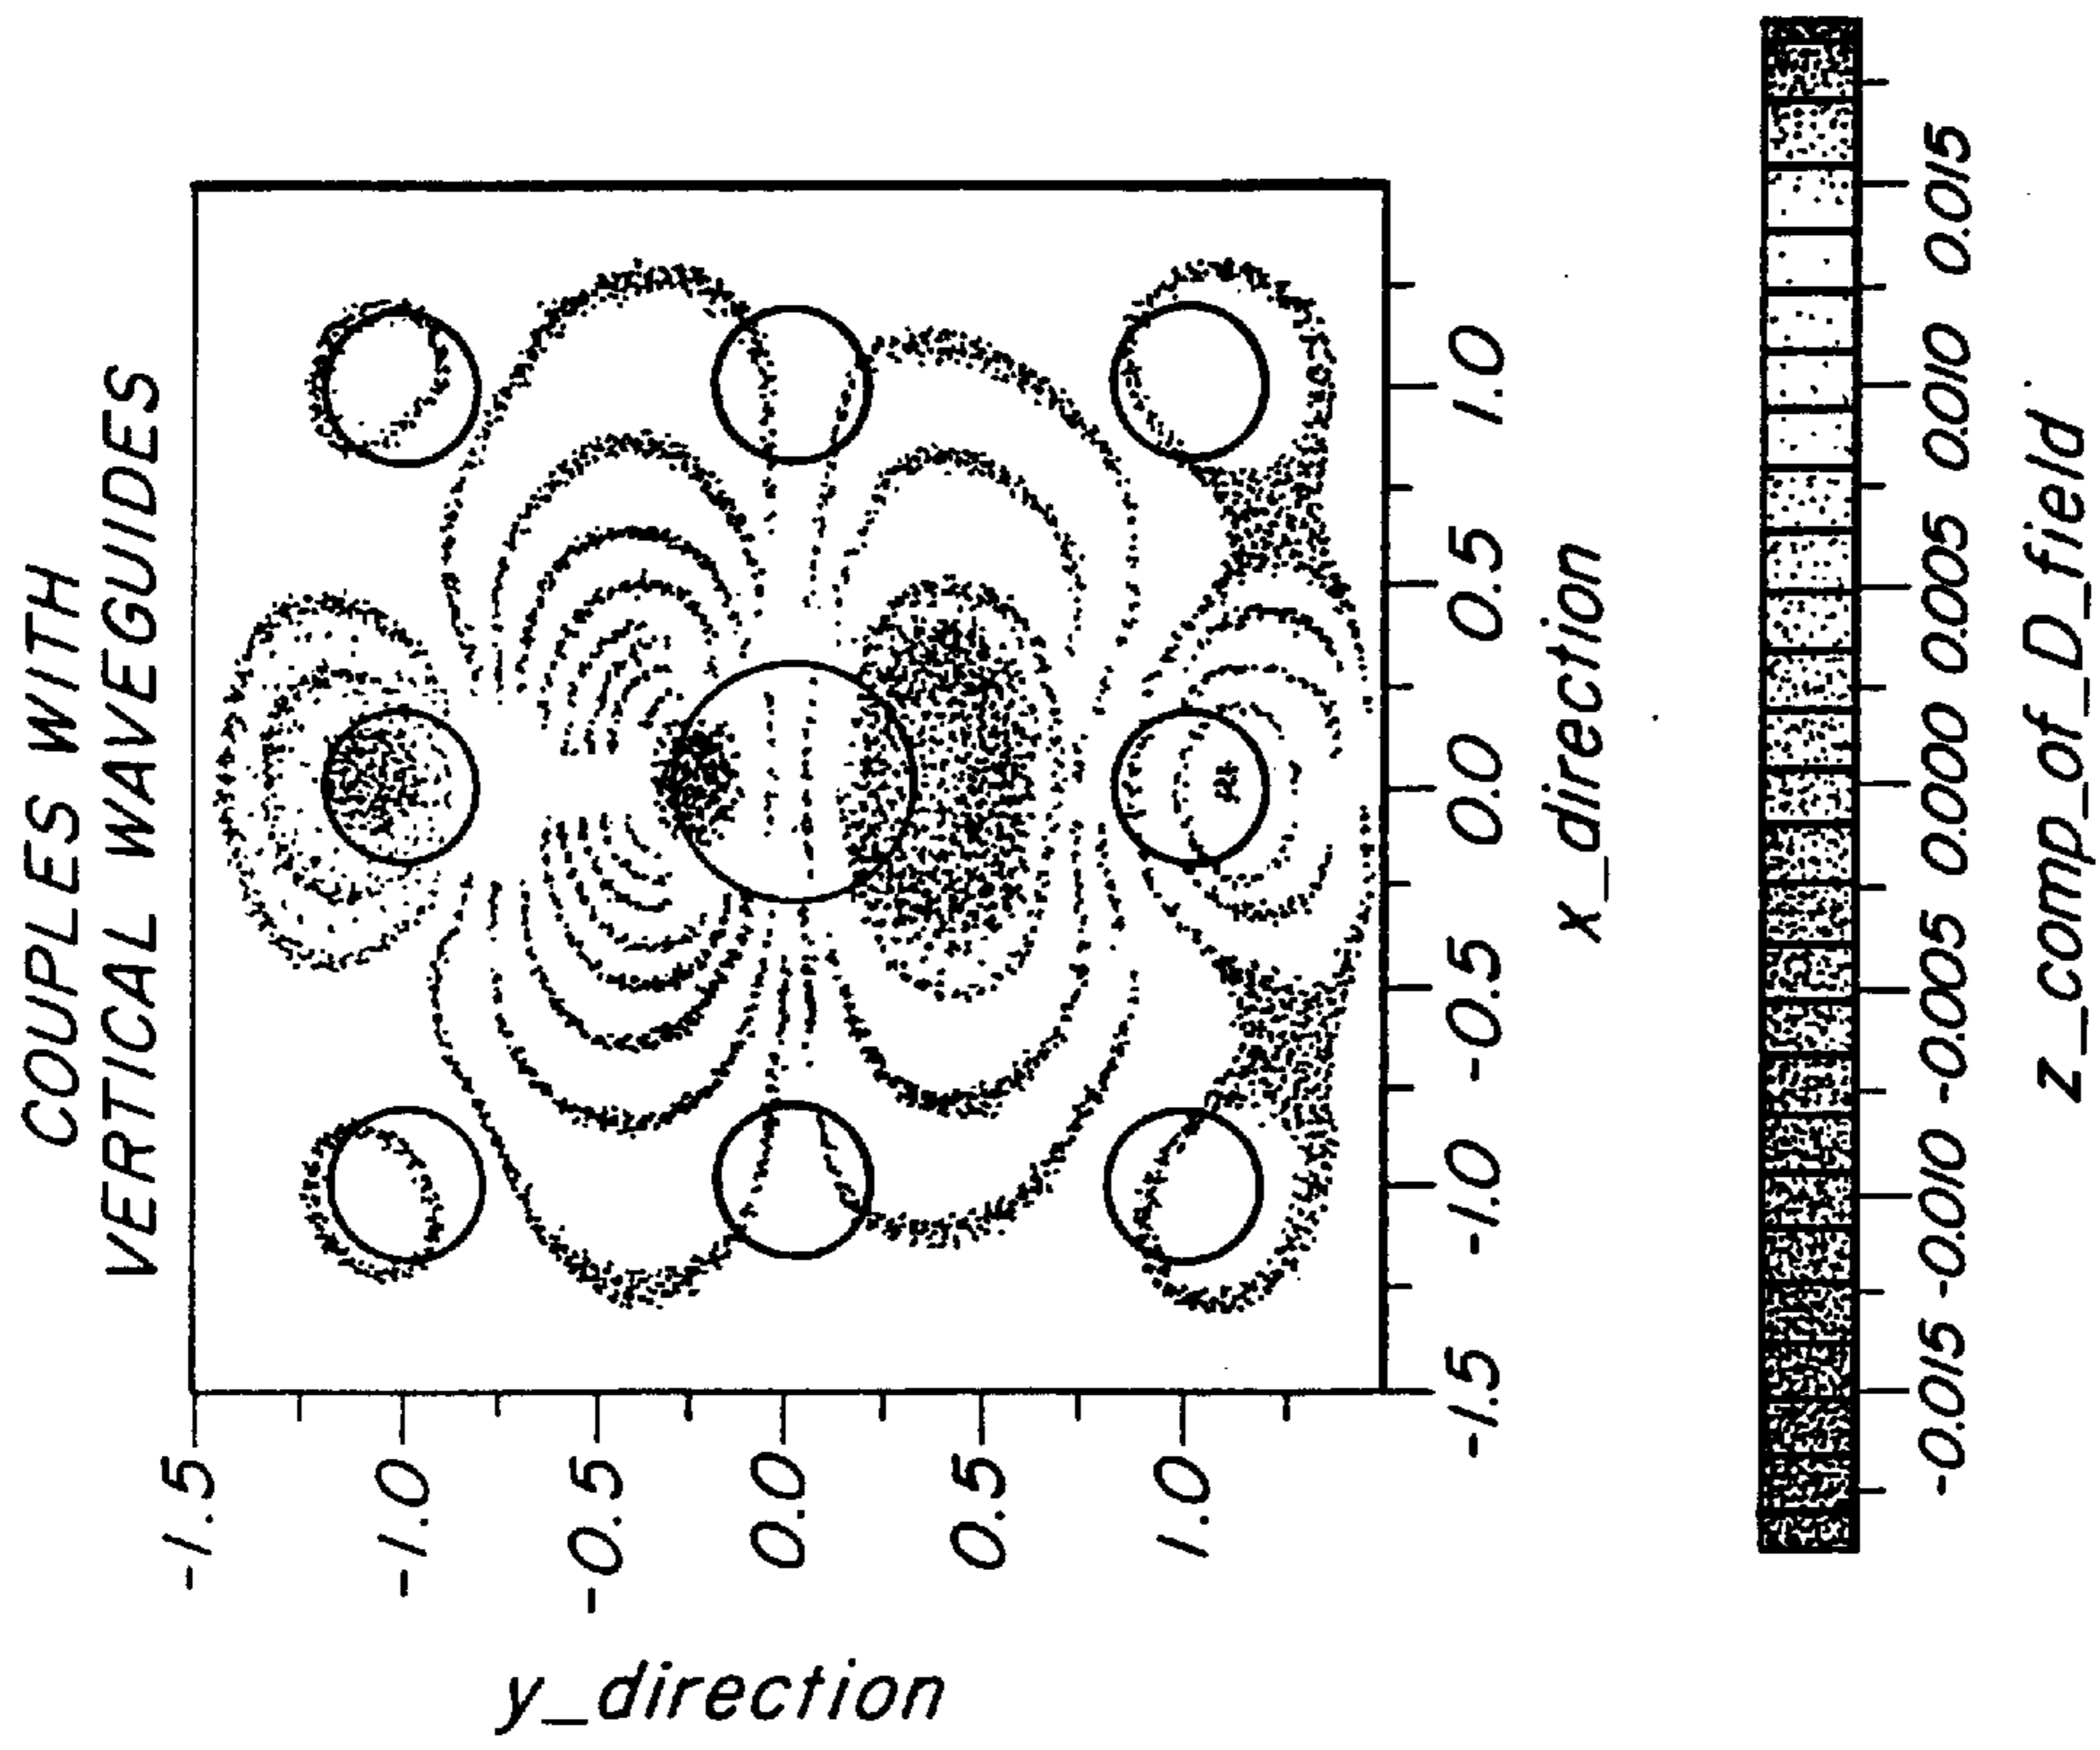 COUPLES WITH
VERTICAL WAVEGUIDES
y_direction
-1.5
-1.0
-0.5
0.0
0.5
1.0
-1.5 -1.0 -0.5 0.0 0.5 1.0
x_direction
-0.015 -0.010 -0.005 0.000 0.005 0.010 0.015
z_comp_of_D_field